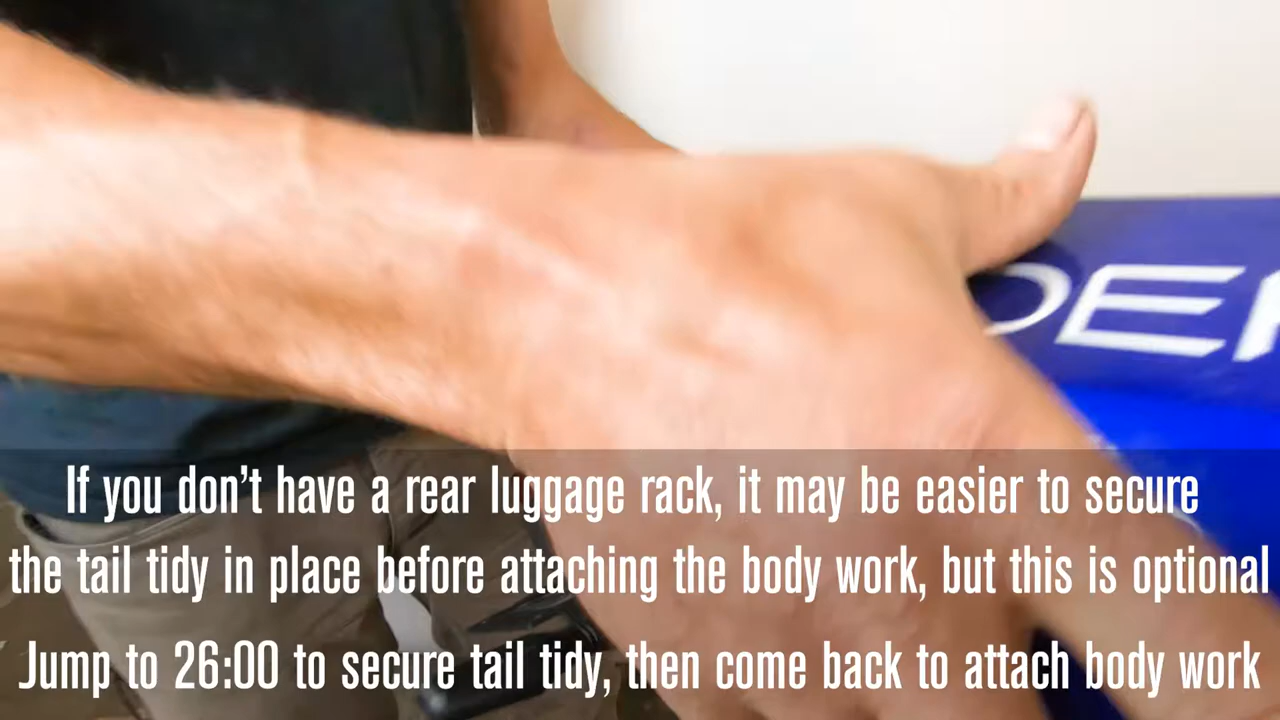 DE
If you don’t have a rear luggage rack, it may be easier to secure
the tail tidy in place before attaching the body work, but this is optional
Jump to 26:00 to secure tail tidy, then come back to attach body work